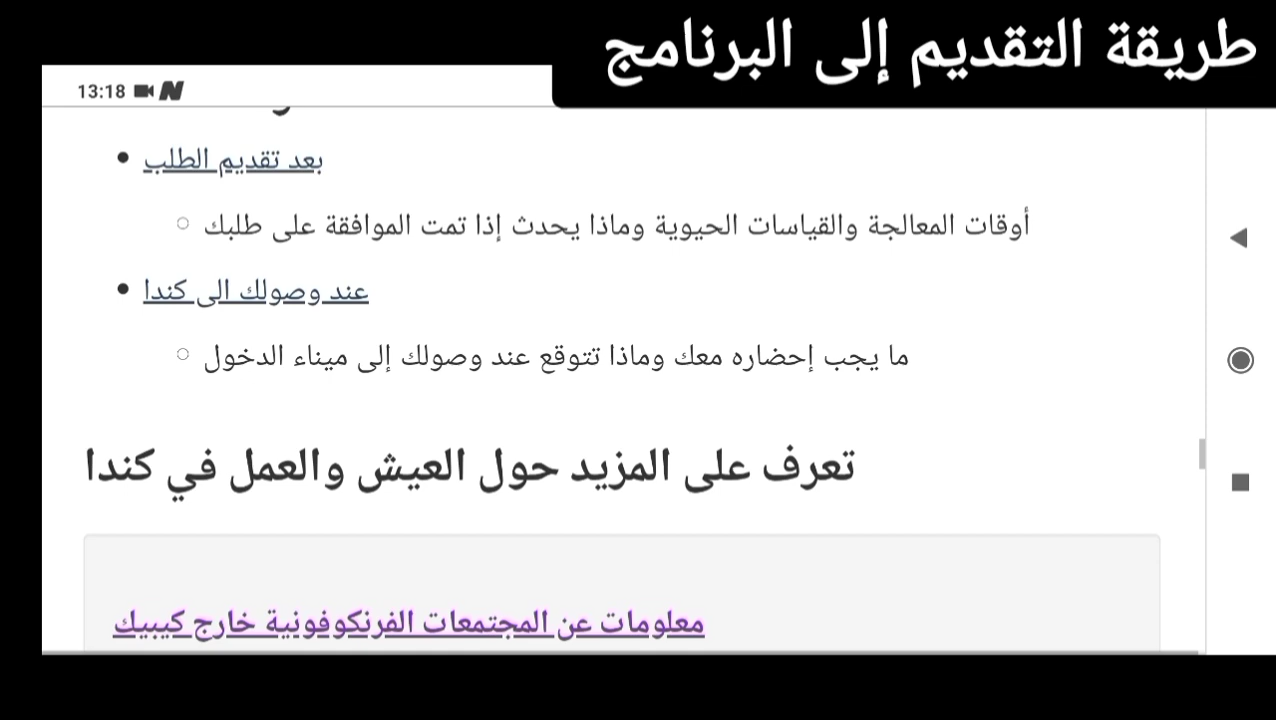 طريقة التقديم إلى البرنامج
13:18
بعد تقديم الطلب
أوقات المعالجة والقياسات الحيوية وماذا يحدث إذا تمت الموافقة على طلبك
عند وصولك الى كندا
ما يجب إحضاره معك وماذا تتوقع عند وصولك إلى ميناء الدخول
تعرف على المزيد حول العيش والعمل في كندا
معلومات عن المجتمعات الفرنكوفونية خارج كيبيك